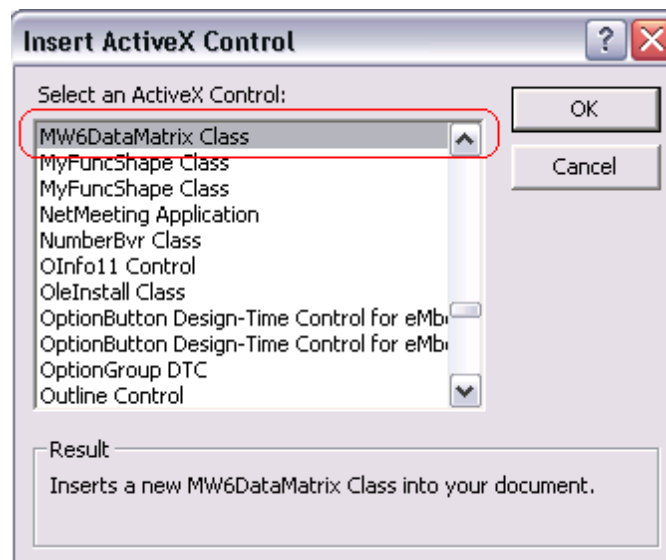 Insert ActiveX Control
Select an ActiveX Control:
MW6DataMatrix Class
MyFuncShape Class
MyFuncShape Class
NetMeeting Application
NumberBvr Class
OInfo11 Control
OleInstall Class
OptionButton Design-Time Control for eMb
OptionButton Design-Time Control for eMb
OptionGroup DTC
Outline Control
OK
Cancel
Result
Inserts a new MW6DataMatrix Class into your document.